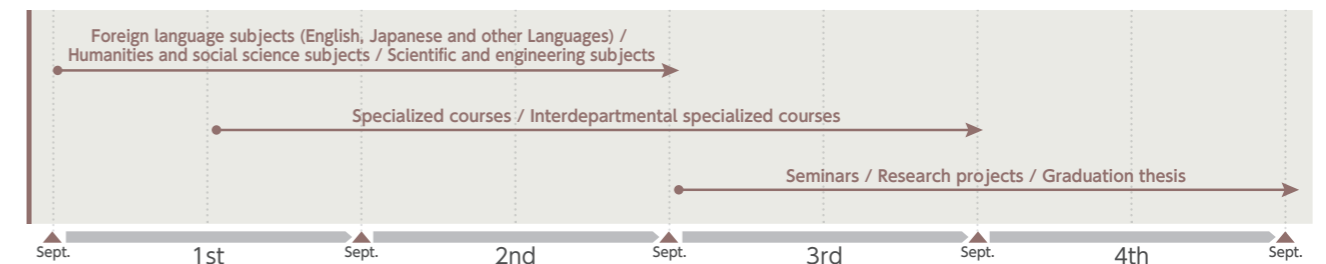 Foreign language subjects (English, Japanese and other Languages) /
Humanities and social science subjects / Scientific and engineering subjects
Specialized courses / Interdepartmental specialized courses
Seminars / Research projects / Graduation thesis
Sept. 1st Sept. 2nd Sept. 3rd Sept. 4th Sept.